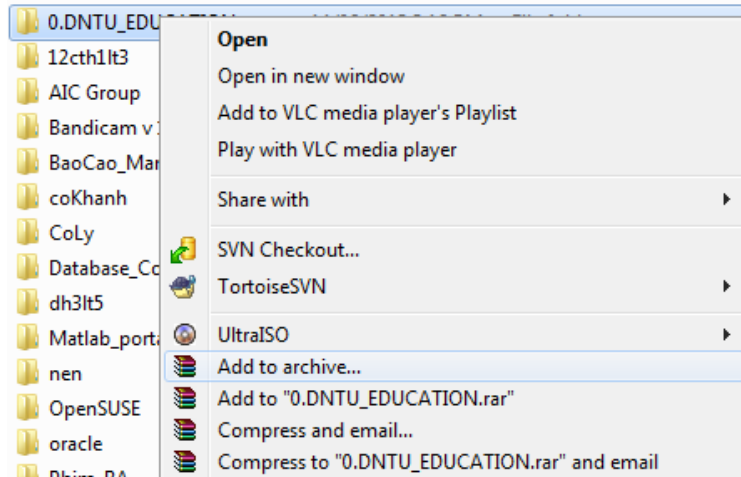 0.DNTU_EDUCATION
12cth1lt3
AIC Group
Bandicam v
BaoCao_Mar
coKhanh
CoLy
Database_Co
dh3lt5
Matlab_porta
nen
OpenSUSE
oracle
Open
Open in new window
Add to VLC media player's Playlist
Play with VLC media player
Share with
SVN Checkout...
TortoiseSVN
UltraISO
Add to archive...
Add to "0.DNTU_EDUCATION.rar"
Compress and email...
Compress to "0.DNTU_EDUCATION.rar" and email